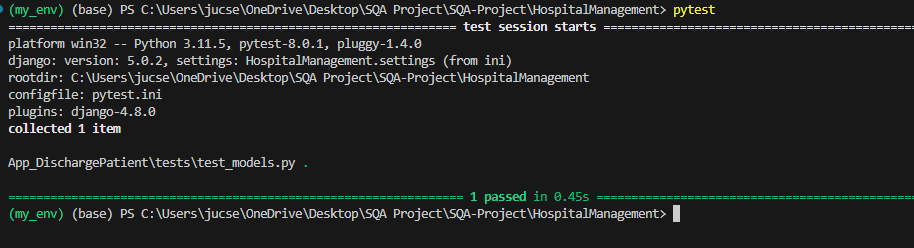 (my_env) (base) PS C:\Users\jucse\OneDrive\Desktop\SQA Project\SQA-Project\HospitalManagement> pytest
============================================================ test session starts ==========================================
platform win32 -- Python 3.11.5, pytest-8.0.1, pluggy-1.4.0
django: version: 5.0.2, settings: HospitalManagement.settings (from ini)
rootdir: C:\Users\jucse\OneDrive\Desktop\SQA Project\SQA-Project\HospitalManagement
configfile: pytest.ini
plugins: django-4.8.0
collected 1 item
App_DischargePatient\tests\test_models.py .
============================================================= 1 passed in 0.45s ===========================================
(my_env) (base) PS C:\Users\jucse\OneDrive\Desktop\SQA Project\SQA-Project\HospitalManagement>